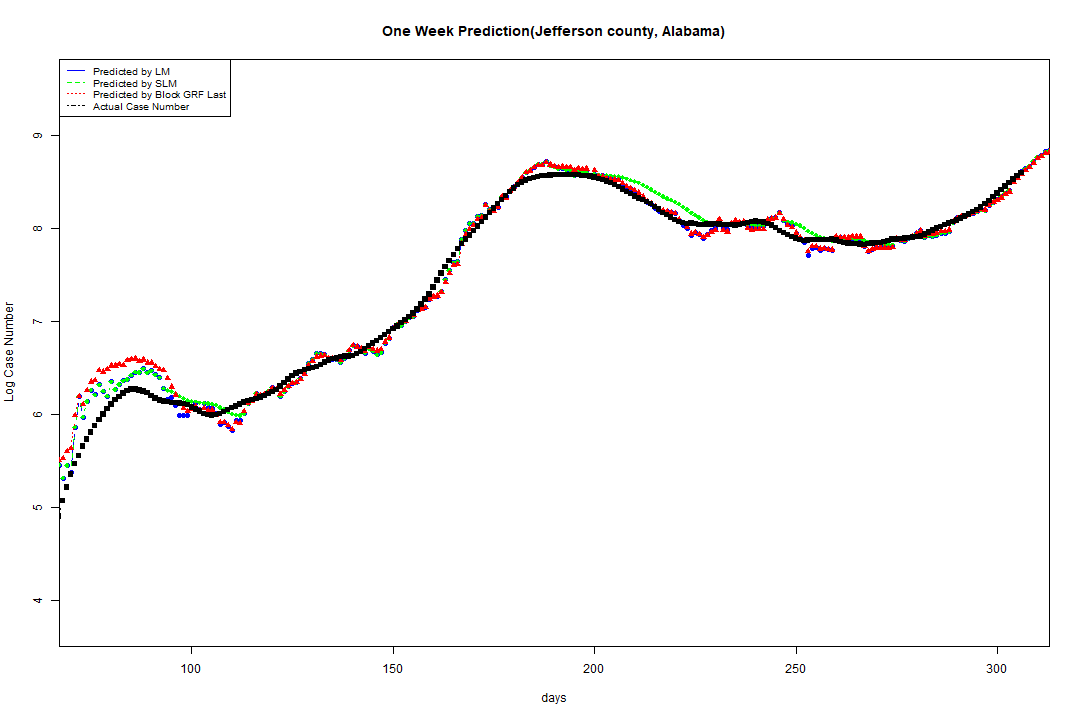 One Week Prediction(Jefferson county, Alabama)
Predicted by LM
Predicted by SLM
Predicted by Block GRF Last
Actual Case Number
9
8
7
6
5
4
Log Case Number
100 150 200 250 300
days